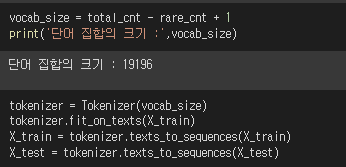 vocab_size = total_cnt - rare_cnt + 1
print('단어 집합의 크기 :',vocab_size)
단어 집합의 크기 : 19196
tokenizer = Tokenizer(vocab_size)
tokenizer.fit_on_texts(X_train)
X_train = tokenizer.texts_to_sequences(X_train)
X_test = tokenizer.texts_to_sequences(X_test)